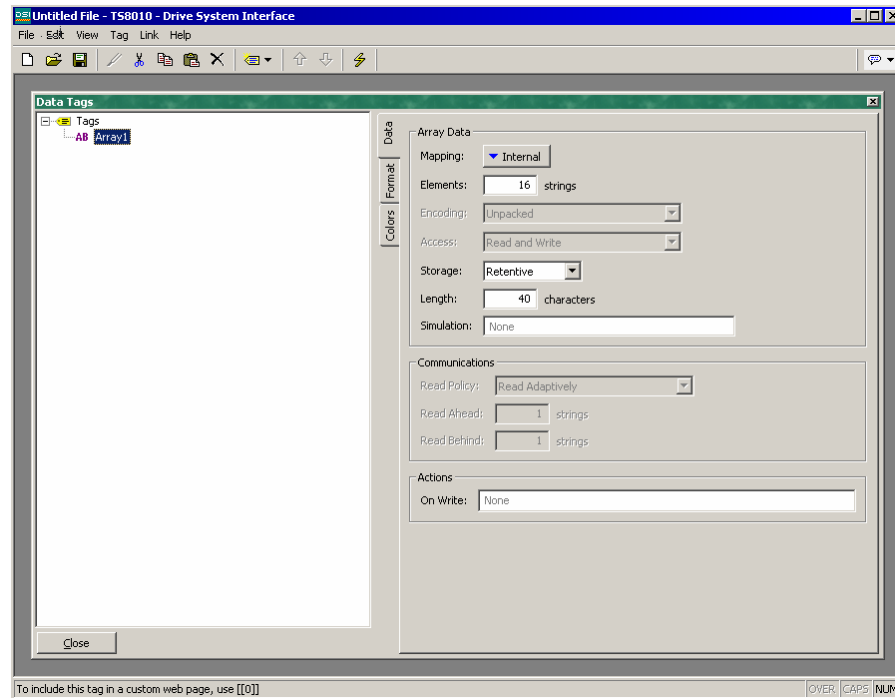 DSI Untitled File - TS8010 - Drive System Interface
File Edit View Tag Link Help
Data Tags
Tags
AB Array1
Data
Format
Colors
Array Data
Mapping: Internal
Elements: 16 strings
Encoding: Unpacked
Access: Read and Write
Storage: Retentive
Length: 40 characters
Simulation: None
Communications
Read Policy: Read Adaptively
Read Ahead: 1 strings
Read Behind: 1 strings
Actions
On Write: None
Close
To include this tag in a custom web page, use [[0]] OVER CAPS NUM